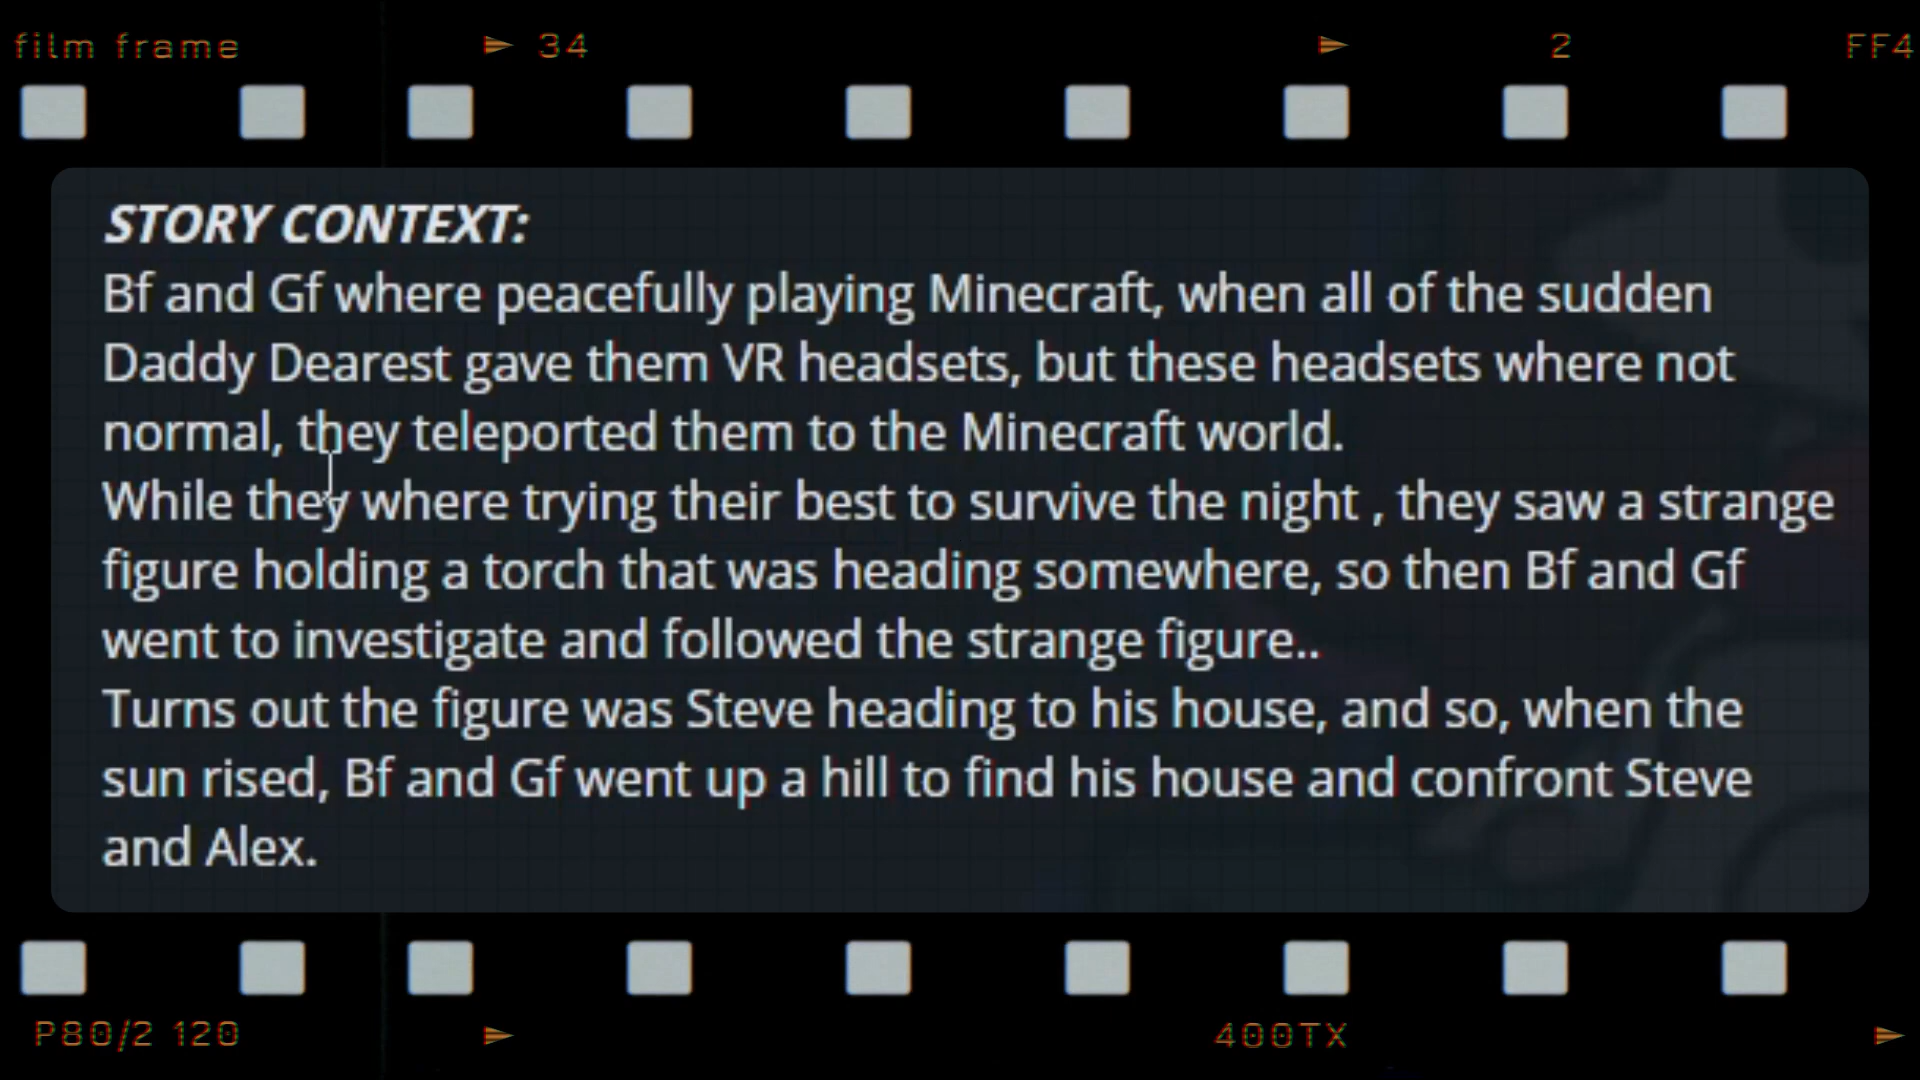 film frame ► 34 ► 2 FF4
STORY CONTEXT:
Bf and Gf where peacefully playing Minecraft, when all of the sudden
Daddy Dearest gave them VR headsets, but these headsets where not
normal, they teleported them to the Minecraft world.
While they where trying their best to survive the night , they saw a strange
figure holding a torch that was heading somewhere, so then Bf and Gf
went to investigate and followed the strange figure..
Turns out the figure was Steve heading to his house, and so, when the
sun rised, Bf and Gf went up a hill to find his house and confront Steve
and Alex.
P80/2 120 ► 400TX ►